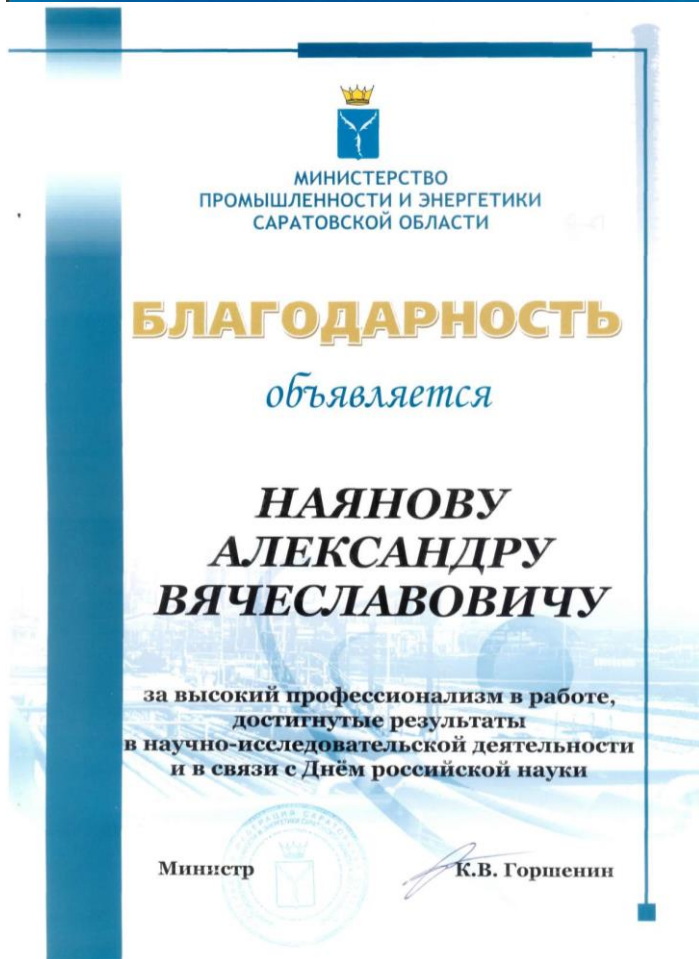 МИНИСТЕРСТВО
ПРОМЫШЛЕННОСТИ И ЭНЕРГЕТИКИ
САРАТОВСКОЙ ОБЛАСТИ
БЛАГОДАРНОСТЬ
объявляется
НАЯНОВУ
АЛЕКСАНДРУ
ВЯЧЕСЛАВОВИЧУ
за высокий профессионализм в работе,
достигнутые результаты
в научно-исследовательской деятельности
и в связи с Днём российской науки
Министр К.В. Горшенин